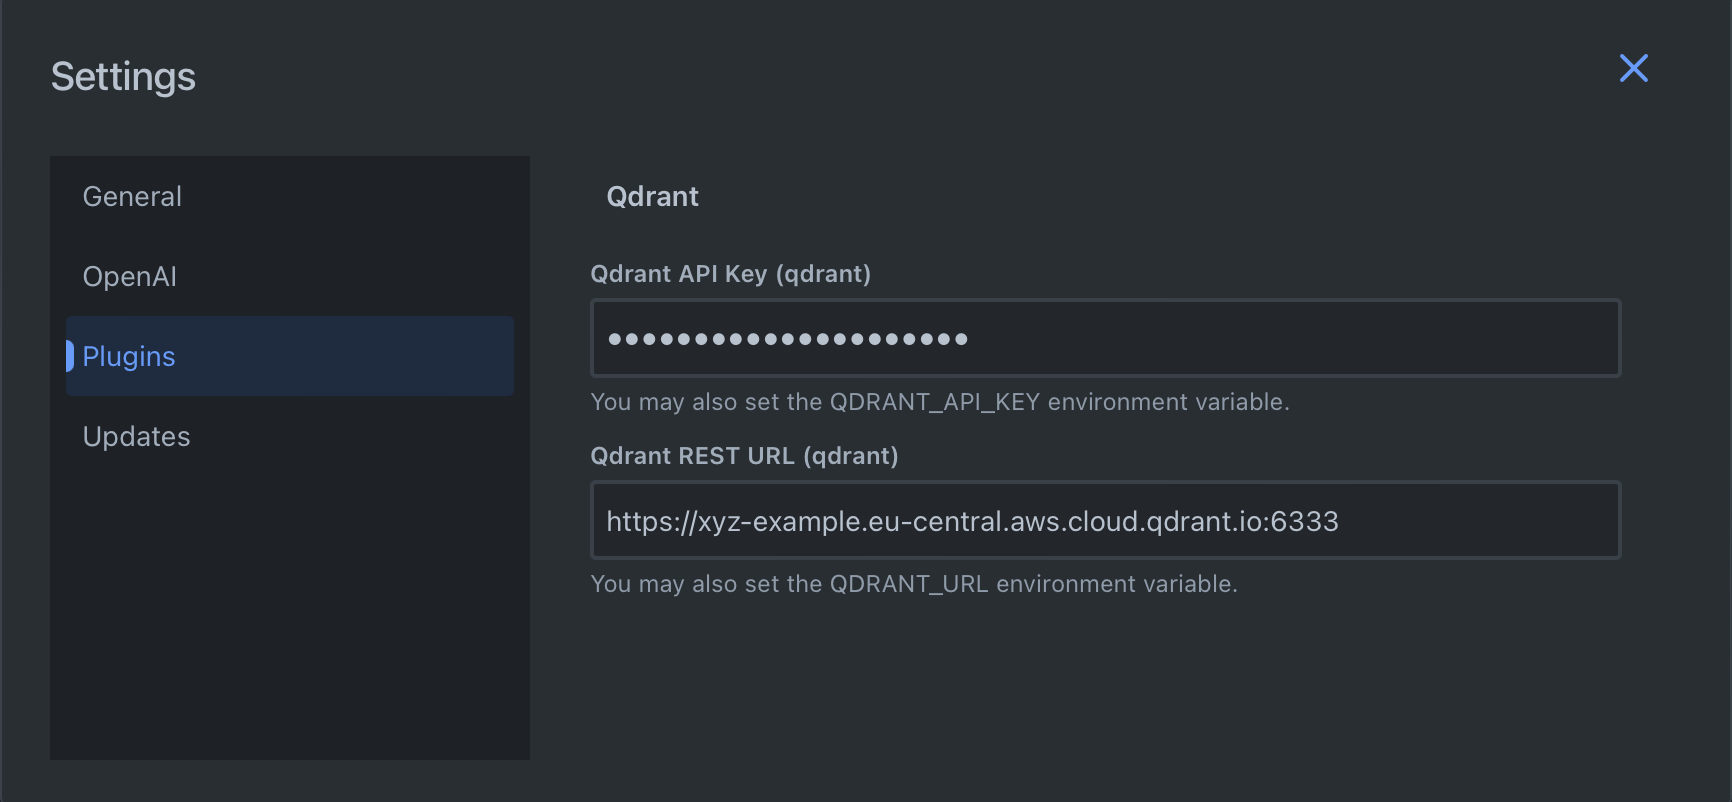 Settings
General
OpenAI
Plugins
Updates
Qdrant
Qdrant API Key (qdrant)
●●●●●●●●●●●●●●●●●●●●●
You may also set the QDRANT_API_KEY environment variable.
Qdrant REST URL (qdrant)
https://xyz-example.eu-central.aws.cloud.qdrant.io:6333
You may also set the QDRANT_URL environment variable.